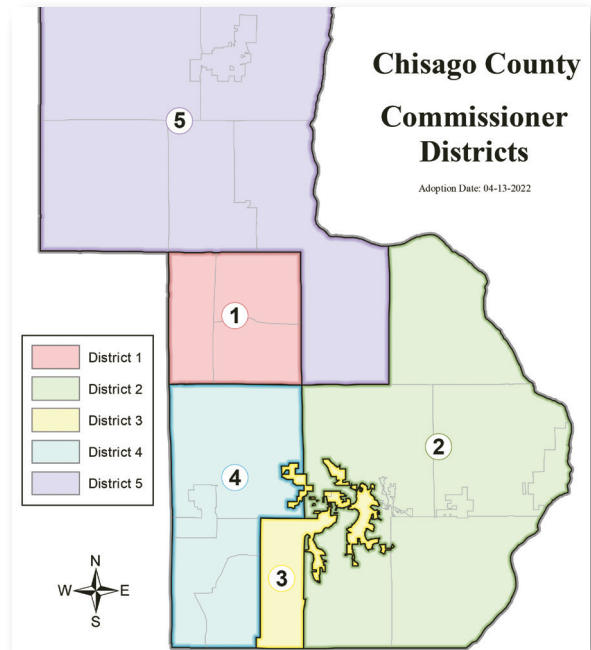 Chisago County
Commissioner
Districts
Adoption Date: 04-13-2022
5
1
2
4
3
District 1
District 2
District 3
District 4
District 5
N
W E
S